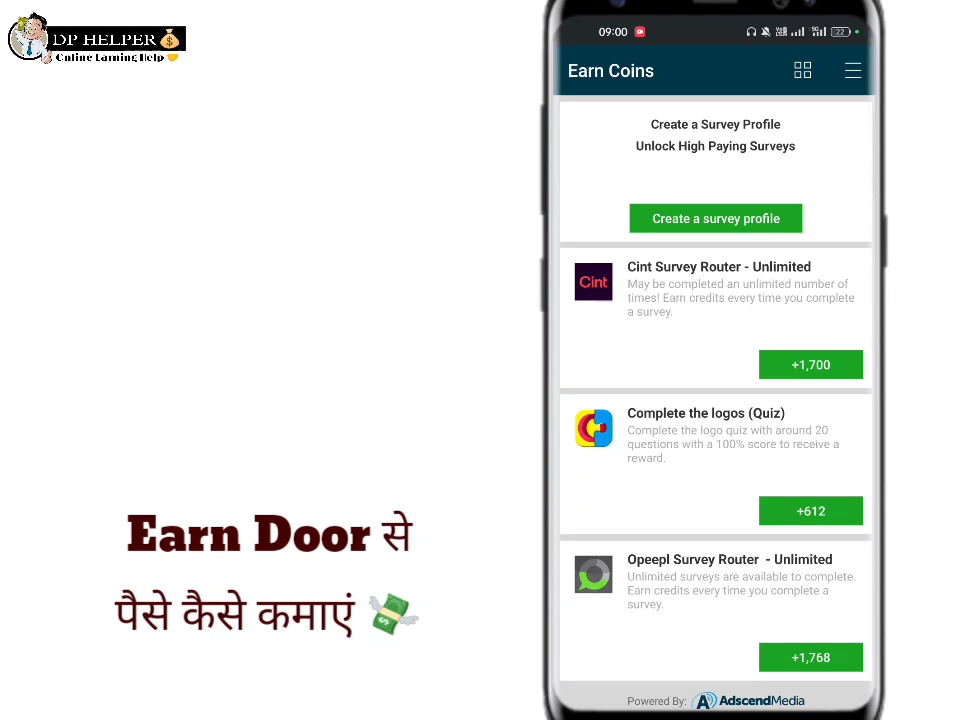 DP HELPER
Online Larning Help
09:00
22
Earn Coins
Create a Survey Profile
Unlock High Paying Surveys
Create a survey profile
Cint
Cint Survey Router - Unlimited
May be completed an unlimited number of
times! Earn credits every time you complete
a survey.
+1,700
Complete the logos (Quiz)
Complete the logo quiz with around 20
questions with a 100% score to receive a
reward.
+612
Earn Door से
पैसे कैसे कमाएं
Opeepl Survey Router - Unlimited
Unlimited surveys are available to complete.
Earn credits every time you complete a
survey.
+1,768
Powered By: AdscendMedia